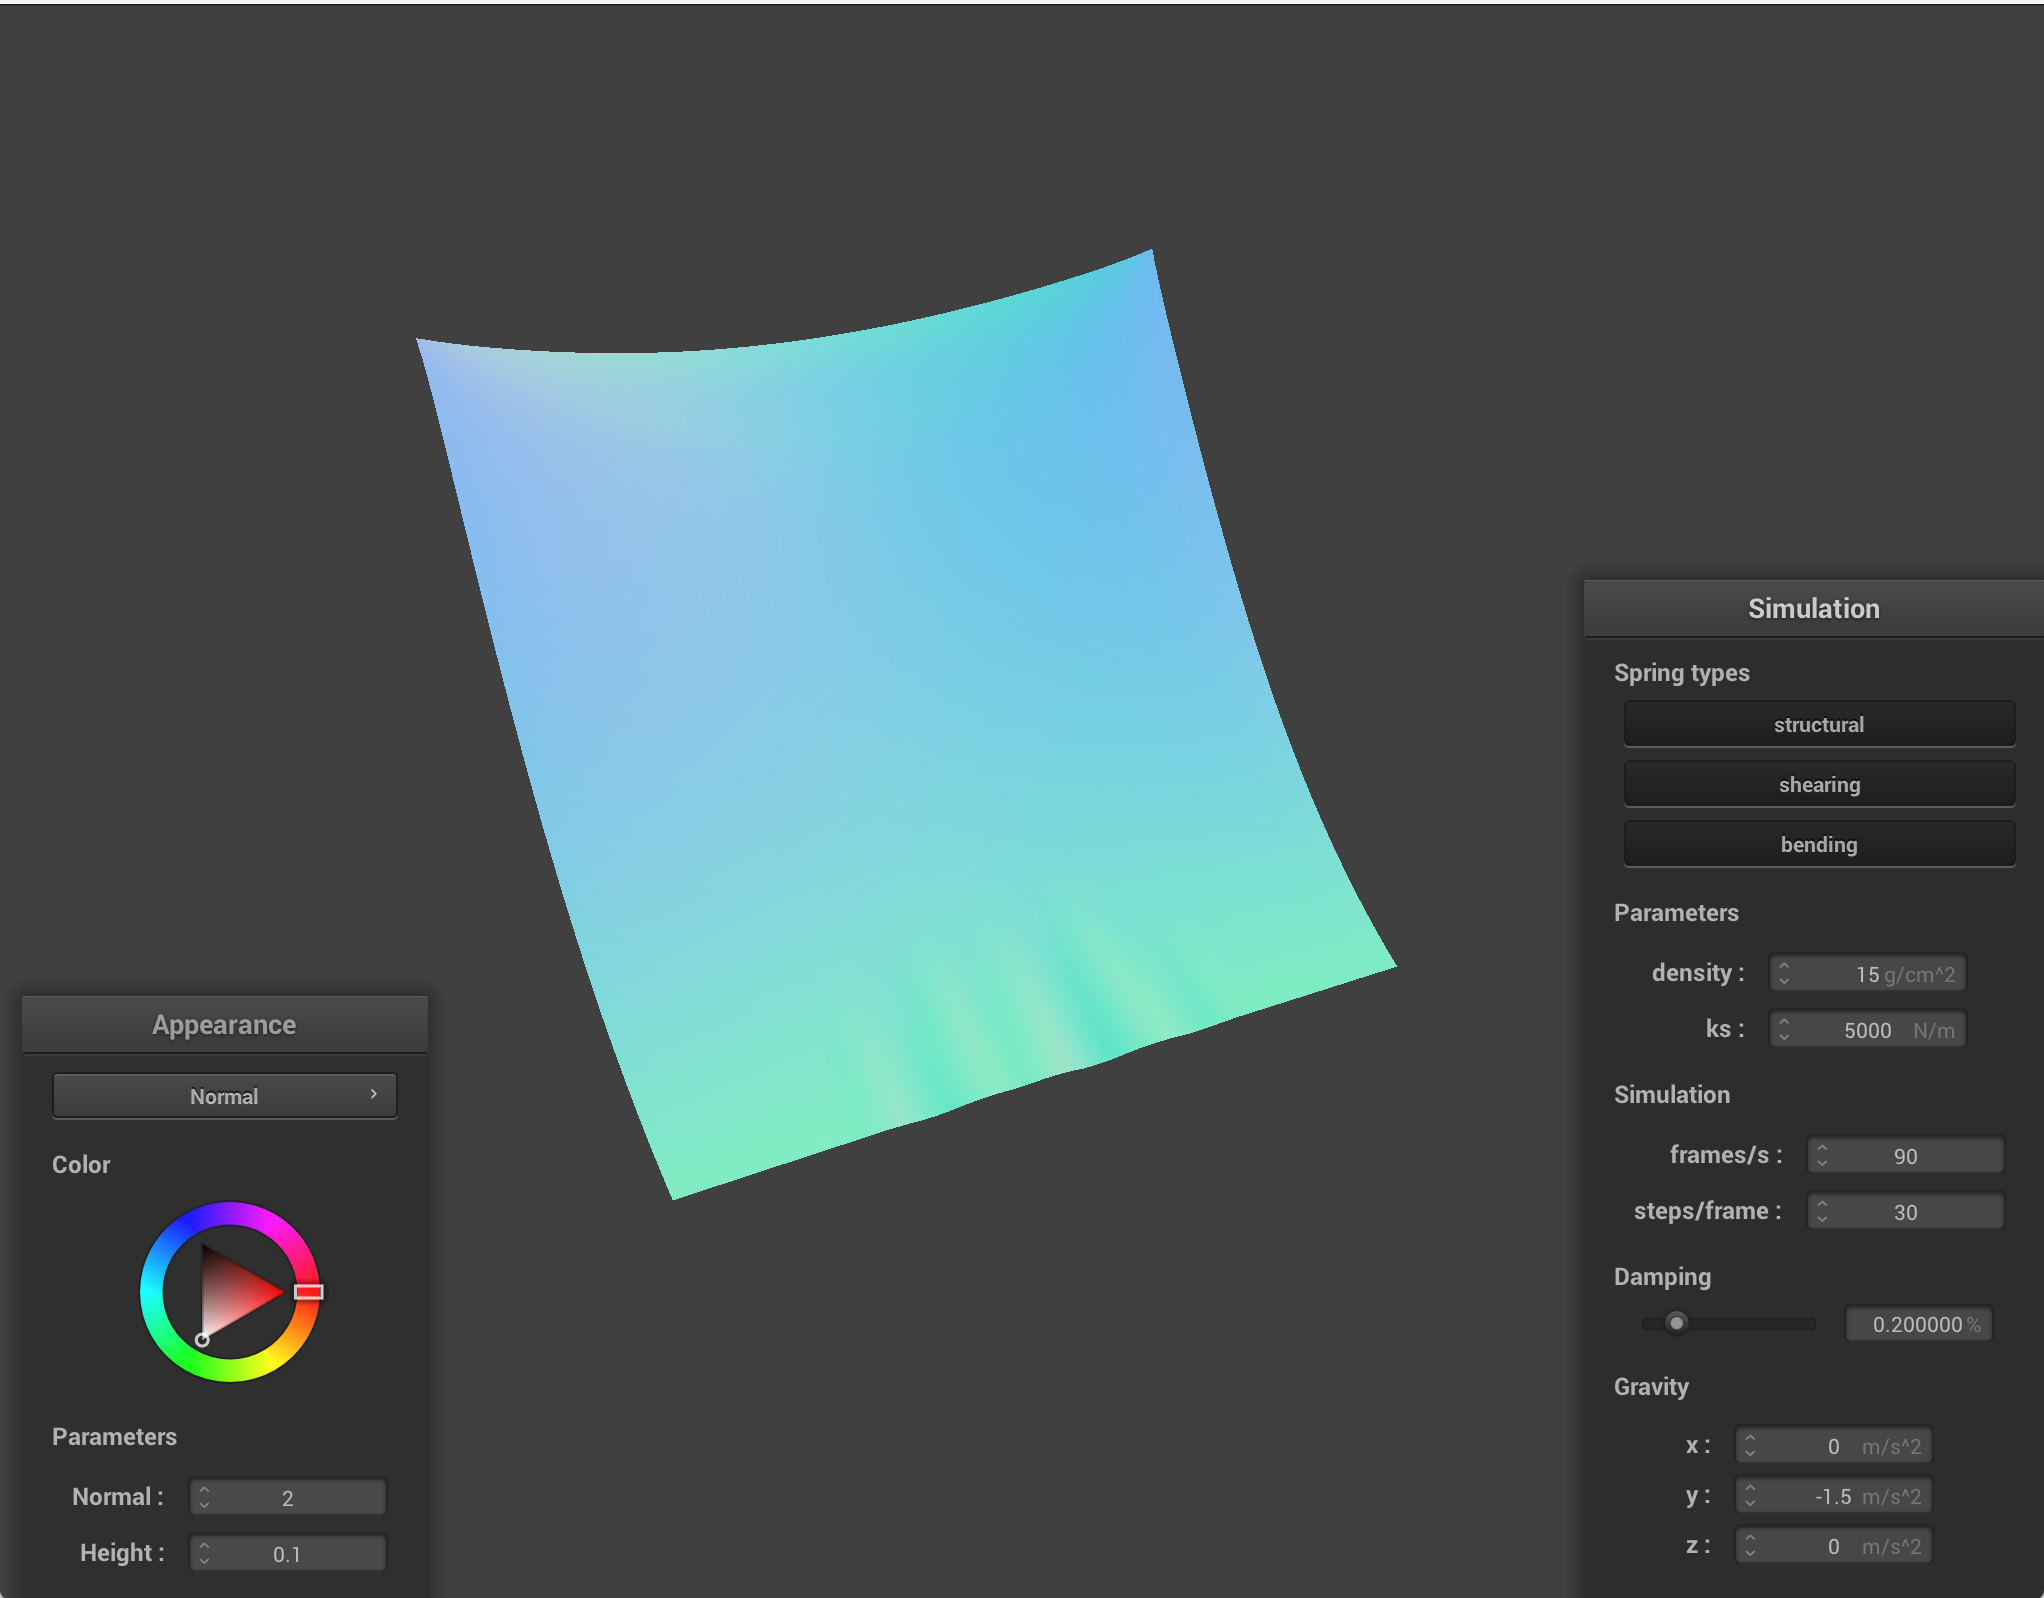 Simulation
Spring types
structural
shearing
bending
Parameters
density : 15 g/cm^2
ks : 5000 N/m
Simulation
frames/s : 90
steps/frame : 30
Damping
0.200000 %
Gravity
x : 0 m/s^2
y : -1.5 m/s^2
z : 0 m/s^2
Appearance
Normal
Color
Parameters
Normal : 2
Height : 0.1